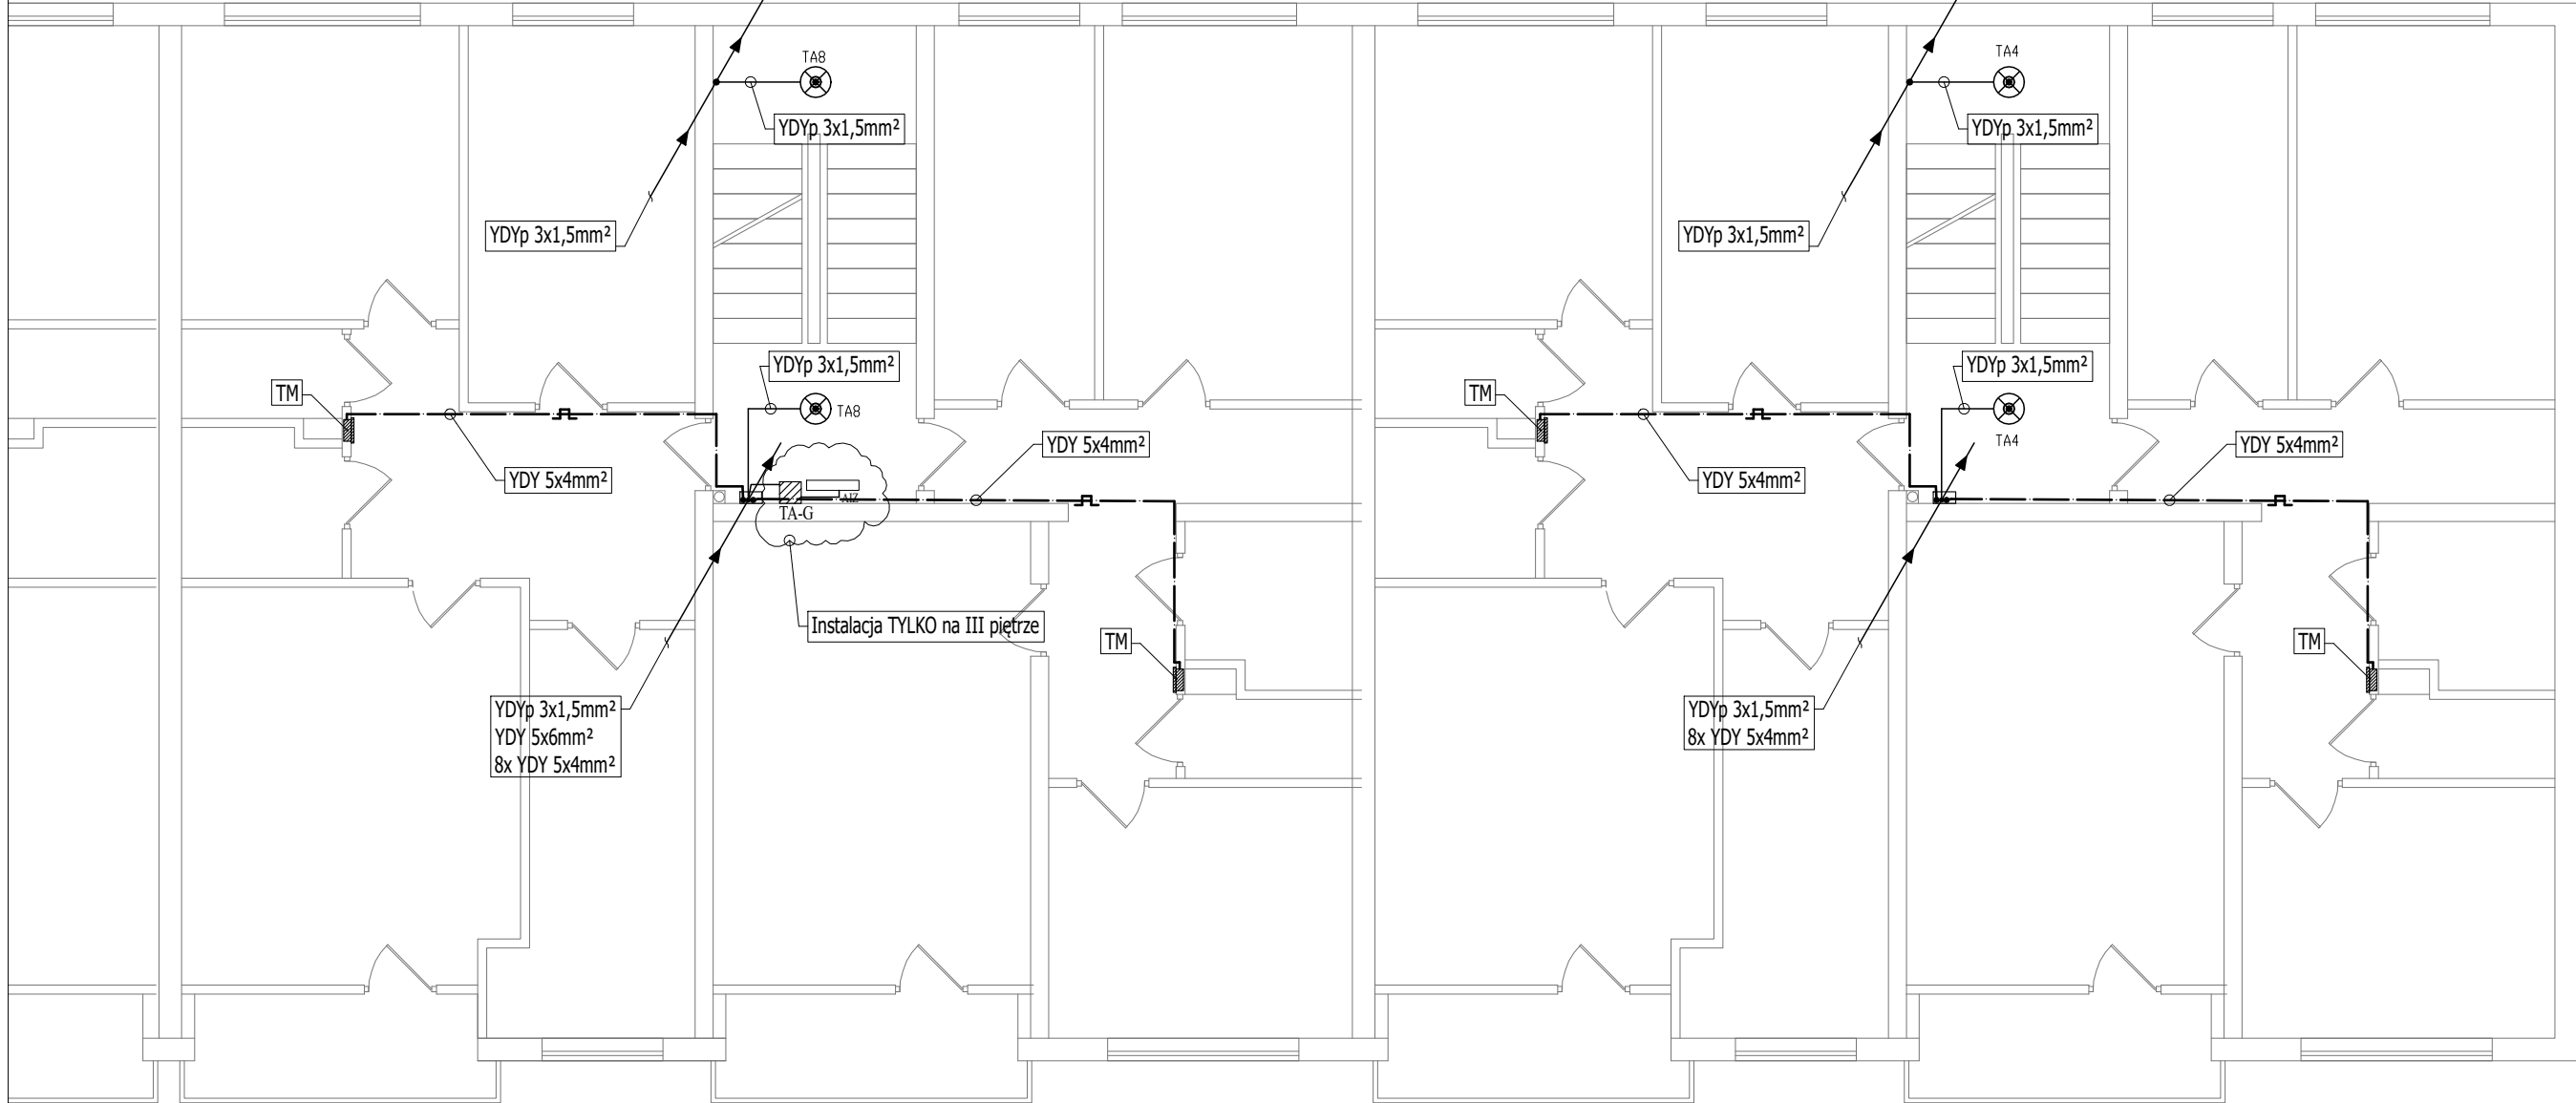 TA8
YDYp 3x1,5mm²
YDYp 3x1,5mm²
YDYp 3x1,5mm²
TM
TA8
YDY 5x4mm²
YDY 5x4mm²
AIZ
TA-G
Instalacja TYLKO na III piętrze
TM
YDYp 3x1,5mm²
YDY 5x6mm²
8x YDY 5x4mm²
TA4
YDYp 3x1,5mm²
YDYp 3x1,5mm²
YDYp 3x1,5mm²
TM
TA4
YDY 5x4mm²
YDY 5x4mm²
TM
YDYp 3x1,5mm²
8x YDY 5x4mm²